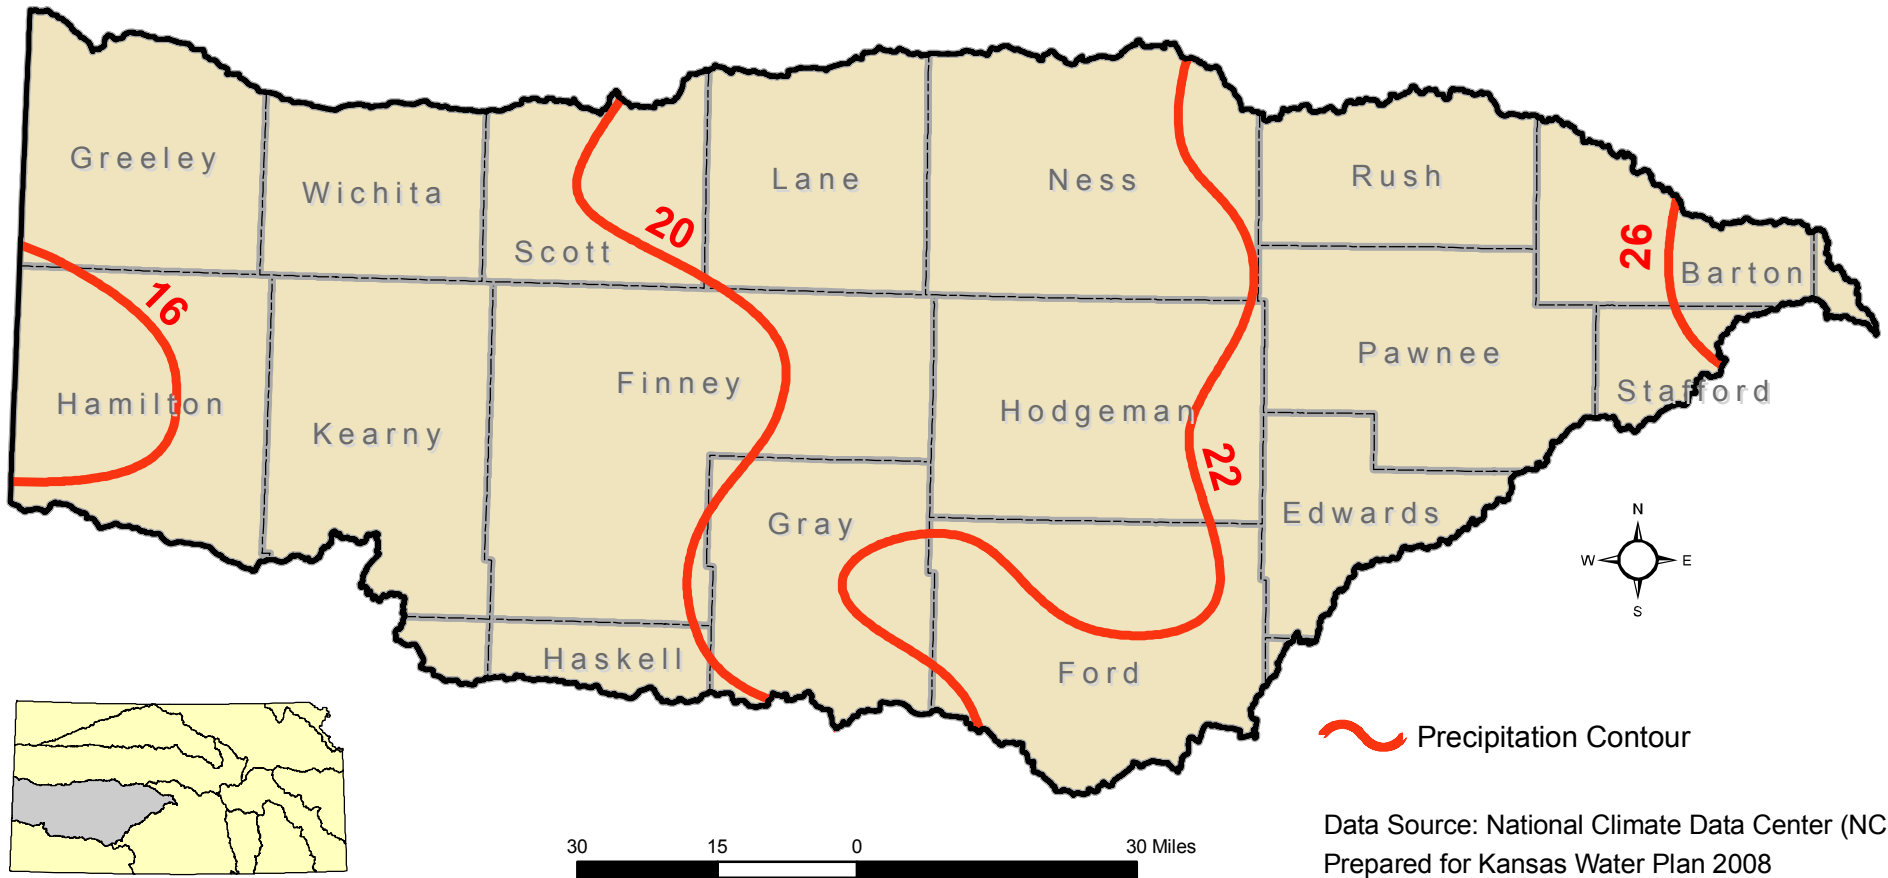 Greeley
Wichita
Scott
Lane
Ness
Rush
Barton
20
26
16
Hamilton
Kearny
Finney
Hodgeman
Pawnee
Stafford
22
Gray
Edwards
Haskell
Ford
N
W E
S
Precipitation Contour
30 15 0 30 Miles
Data Source: National Climate Data Center (NC
Prepared for Kansas Water Plan 2008